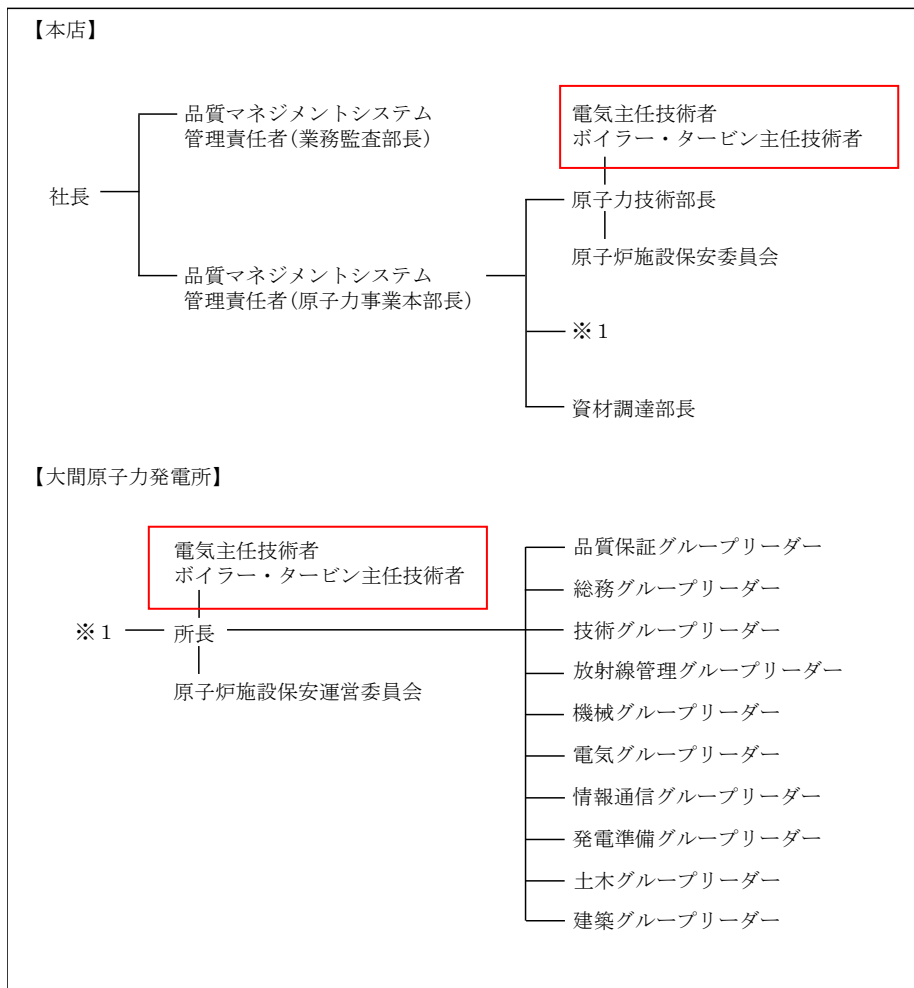 【本店】
品質マネジメントシステム
管理責任者(業務監査部長)
電気主任技術者
ボイラー・タービン主任技術者
社長
原子力技術部長
原子炉施設保安委員会
品質マネジメントシステム
管理責任者(原子力事業本部長)
※1
資材調達部長
【大間原子力発電所】
電気主任技術者
ボイラー・タービン主任技術者
※1
所長
原子炉施設保安運営委員会
品質保証グループリーダー
総務グループリーダー
技術グループリーダー
放射線管理グループリーダー
機械グループリーダー
電気グループリーダー
情報通信グループリーダー
発電準備グループリーダー
土木グループリーダー
建築グループリーダー